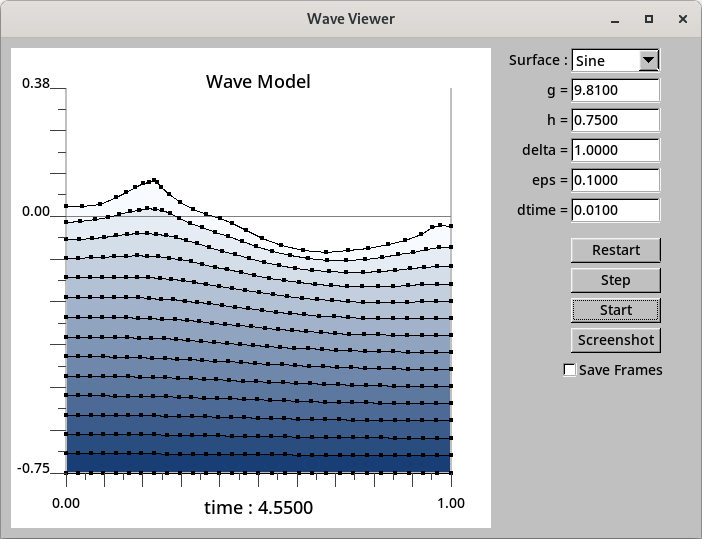 Wave Viewer
Wave Model
0.38
0.00
-0.75
0.00
1.00
time : 4.5500
Surface : Sine
g = 9.8100
h = 0.7500
delta = 1.0000
eps = 0.1000
dtime = 0.0100
Restart
Step
Start
Screenshot
Save Frames